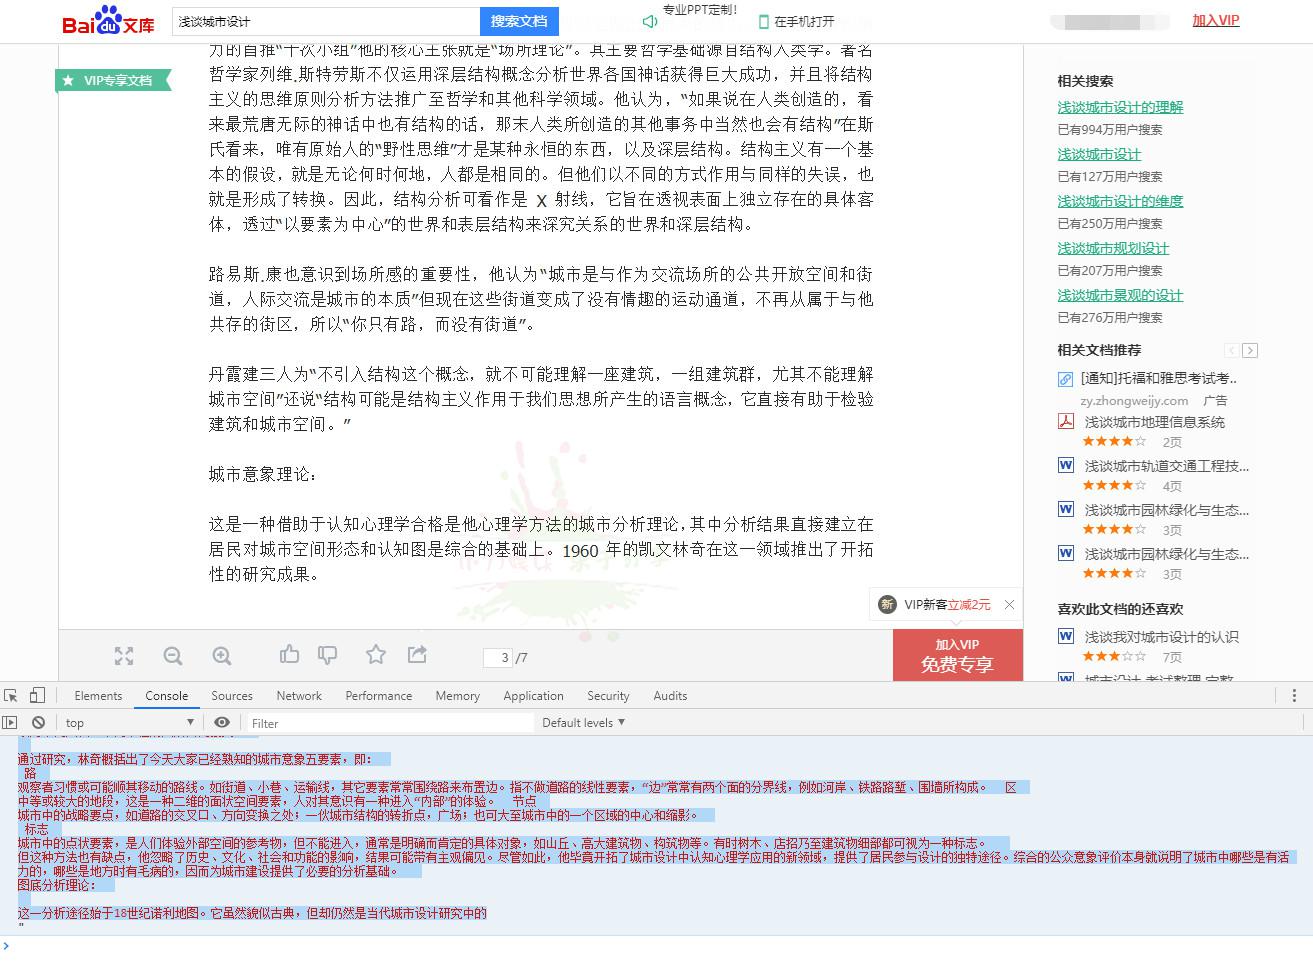 Bai du 文库
浅谈城市设计
搜索文档
专业PPT定制!
在手机打开
加入VIP
VIP专享文档
力的自推“十次小组”他的核心主张就是“场所理论”。其主要哲学基础源自结构人类学。著名
哲学家列维.斯特劳斯不仅运用深层结构概念分析世界各国神话获得巨大成功，并且将结构
主义的思维原则分析方法推广至哲学和其他科学领域。他认为，“如果说在人类创造的，看
来最荒唐无际的神话中也有结构的话，那末人类所创造的其他事务中当然也会有结构”在斯
氏看来，唯有原始人的“野性思维”才是某种永恒的东西，以及深层结构。结构主义有一个基
本的假设，就是无论何时何地，人都是相同的。但他们以不同的方式作用与同样的失误，也
就是形成了转换。因此，结构分析可看作是 X 射线，它旨在透视表面上独立存在的具体客
体，透过“以要素为中心”的世界和表层结构来深究关系的世界和深层结构。
路易斯.康也意识到场所感的重要性，他认为“城市是与作为交流场所的公共开放空间和街
道，人际交流是城市的本质”但现在这些街道变成了没有情趣的运动通道，不再从属于与他
共存的街区，所以“你只有路，而没有街道”。
丹霞建三人为“不引入结构这个概念，就不可能理解一座建筑，一组建筑群，尤其不能理解
城市空间”还说“结构可能是结构主义作用于我们思想所产生的语言概念，它直接有助于检验
建筑和城市空间。”
城市意象理论：
这是一种借助于认知心理学合格是他心理学方法的城市分析理论,其中分析结果直接建立在
居民对城市空间形态和认知图是综合的基础上。1960 年的凯文林奇在这一领域推出了开拓
性的研究成果。
新 VIP新客立减2元
3 /7
加入VIP
免费专享
相关搜索
浅谈城市设计的理解
已有994万用户搜索
浅谈城市设计
已有127万用户搜索
浅谈城市设计的维度
已有250万用户搜索
浅谈城市规划设计
已有207万用户搜索
浅谈城市景观的设计
已有276万用户搜索
相关文档推荐
[通知]托福和雅思考试考..
zy.zhongweijy.com 广告
浅谈城市地理信息系统
2页
浅谈城市轨道交通工程技...
4页
浅谈城市园林绿化与生态...
3页
浅谈城市园林绿化与生态...
3页
喜欢此文档的还喜欢
浅谈我对城市设计的认识
7页
Elements Console Sources Network Performance Memory Application Security Audits
top Filter Default levels
通过研究，林奇概括出了今天大家已经熟知的城市意象五要素，即：
路
观察者习惯或可能顺其移动的路线。如街道、小巷、运输线，其它要素常常围绕路来布置边。指不做道路的线性要素，“边”常常有两个面的分界线，例如河岸、铁路路堑、围墙所构成。 区
中等或较大的地段，这是一种二维的面状空间要素，人对其意识有一种进入“内部”的体验。 节点
城市中的战略要点，如道路的交叉口、方向变换之处；一伙城市结构的转折点，广场；也可大至城市中的一个区域的中心和缩影。
标志
城市中的点状要素，是人们体验外部空间的参考物，但不能进入，通常是明确而肯定的具体对象，如山丘、高大建筑物、构筑物等。有时树木、店招乃至建筑物细部都可视为一种标志。
但这种方法也有缺点，他忽略了历史、文化、社会和功能的影响，结果可能带有主观偏见。尽管如此，他毕竟开拓了城市设计中认知心理学应用的新领域，提供了居民参与设计的独特途径。综合的公众意象评价本身就说明了城市中哪些是有活
力的，哪些是地方时有毛病的，因而为城市建设提供了必要的分析基础。
图底分析理论：
这一分析途径始于18世纪诺利地图。它虽然貌似古典，但却仍然是当代城市设计研究中的
"